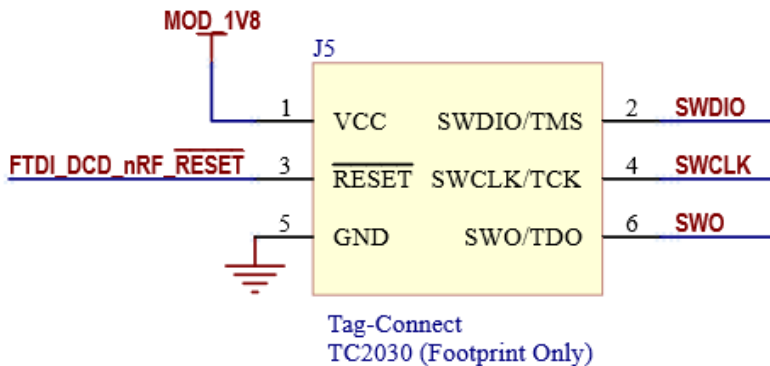 MOD_1V8
J5
1 VCC SWDIO/TMS 2 SWDIO
FTDI_DCD_nRF_RESET 3 RESET SWCLK/TCK 4 SWCLK
5 GND SWO/TDO 6 SWO
Tag-Connect
TC2030 (Footprint Only)